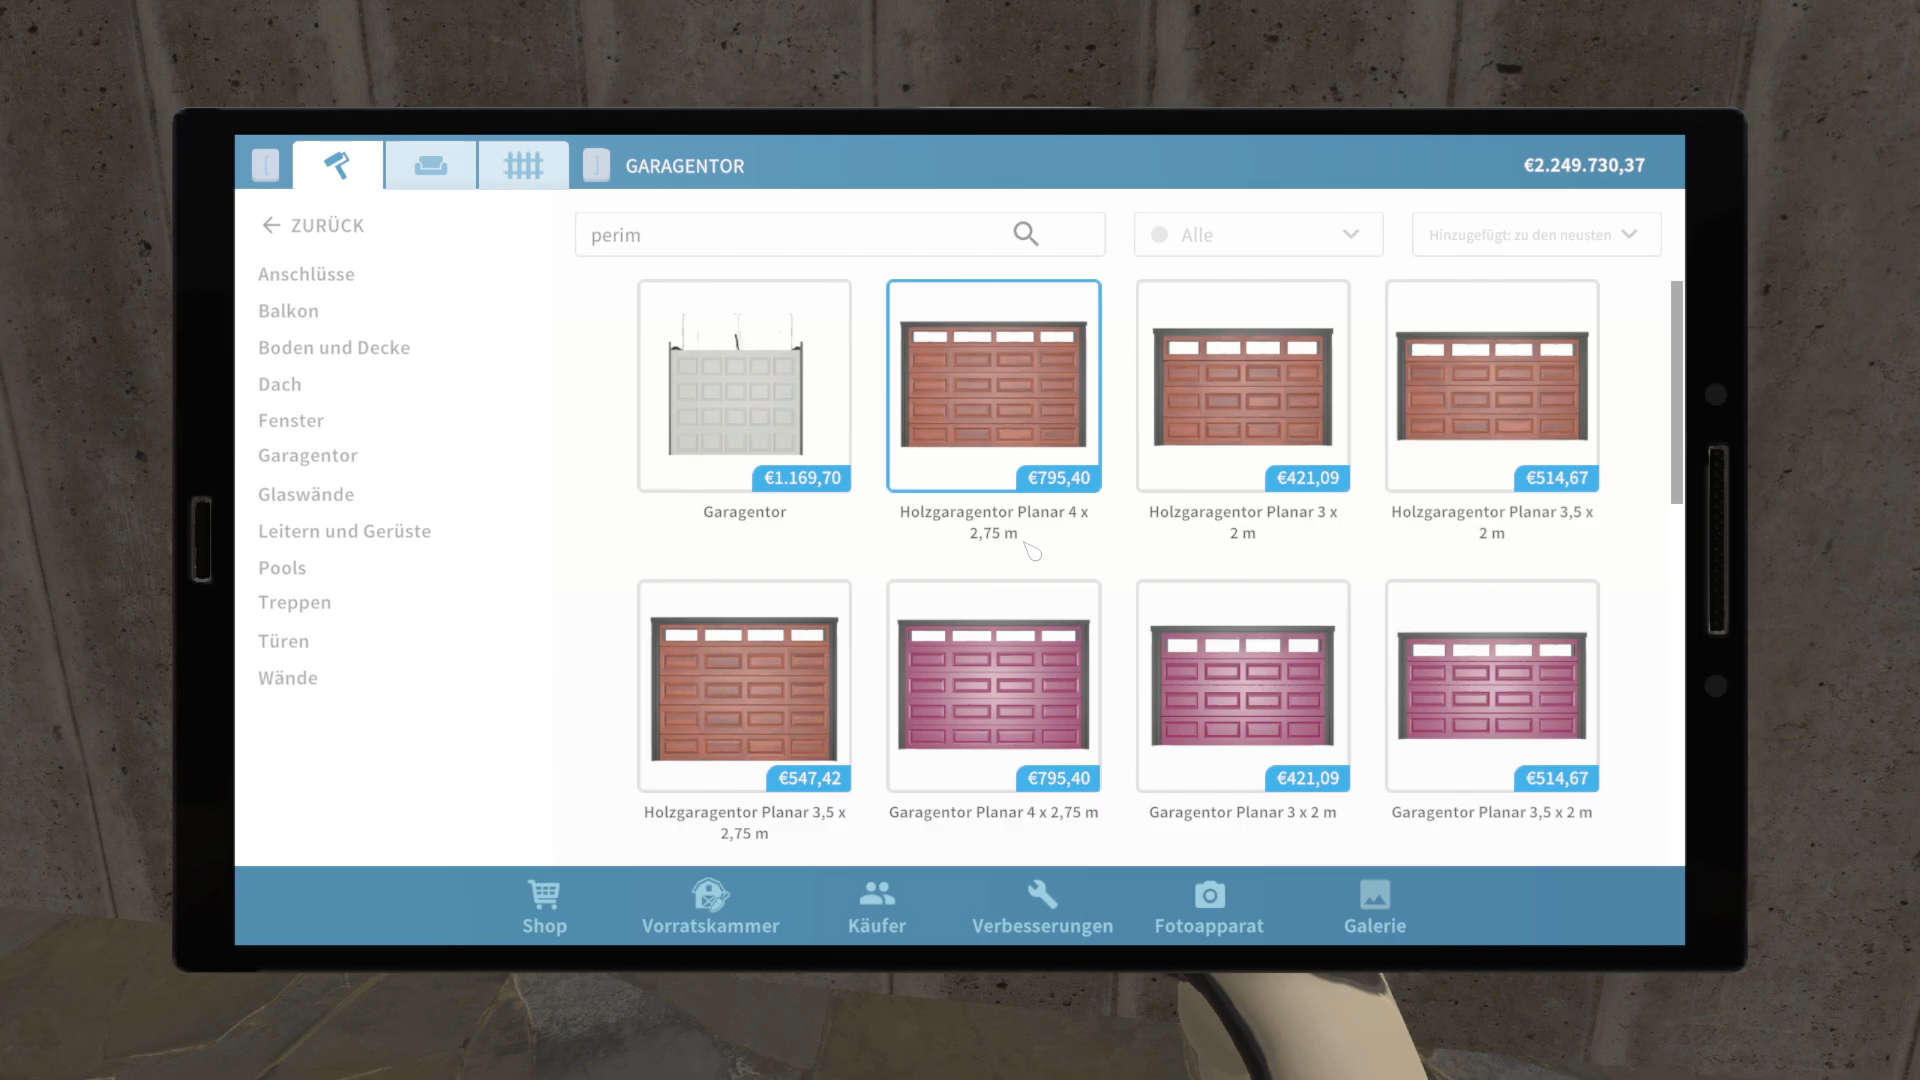 GARAGENTOR
€2.249.730,37
ZURÜCK
perim
Alle
Hinzugefügt: zu den neusten
Anschlüsse
Balkon
Boden und Decke
Dach
Fenster
Garagentor
Glaswände
Leitern und Gerüste
Pools
Treppen
Türen
Wände
€1.169,70
Garagentor
€795,40
Holzgaragentor Planar 4 x
2,75 m
€421,09
Holzgaragentor Planar 3 x
2 m
€514,67
Holzgaragentor Planar 3,5 x
2 m
€547,42
Holzgaragentor Planar 3,5 x
2,75 m
€795,40
Garagentor Planar 4 x 2,75 m
€421,09
Garagentor Planar 3 x 2 m
€514,67
Garagentor Planar 3,5 x 2 m
Shop
Vorratskammer
Käufer
Verbesserungen
Fotoapparat
Galerie